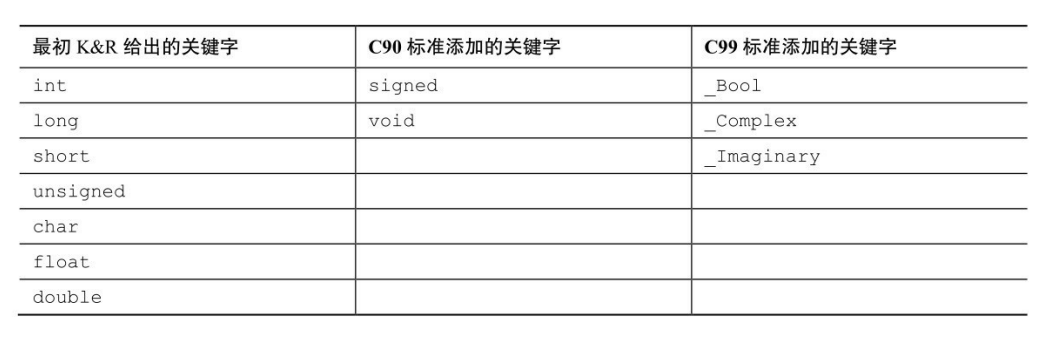 最初 K&R 给出的关键字 C90 标准添加的关键字 C99 标准添加的关键字
int signed _Bool
long void _Complex
short _Imaginary
unsigned
char
float
double